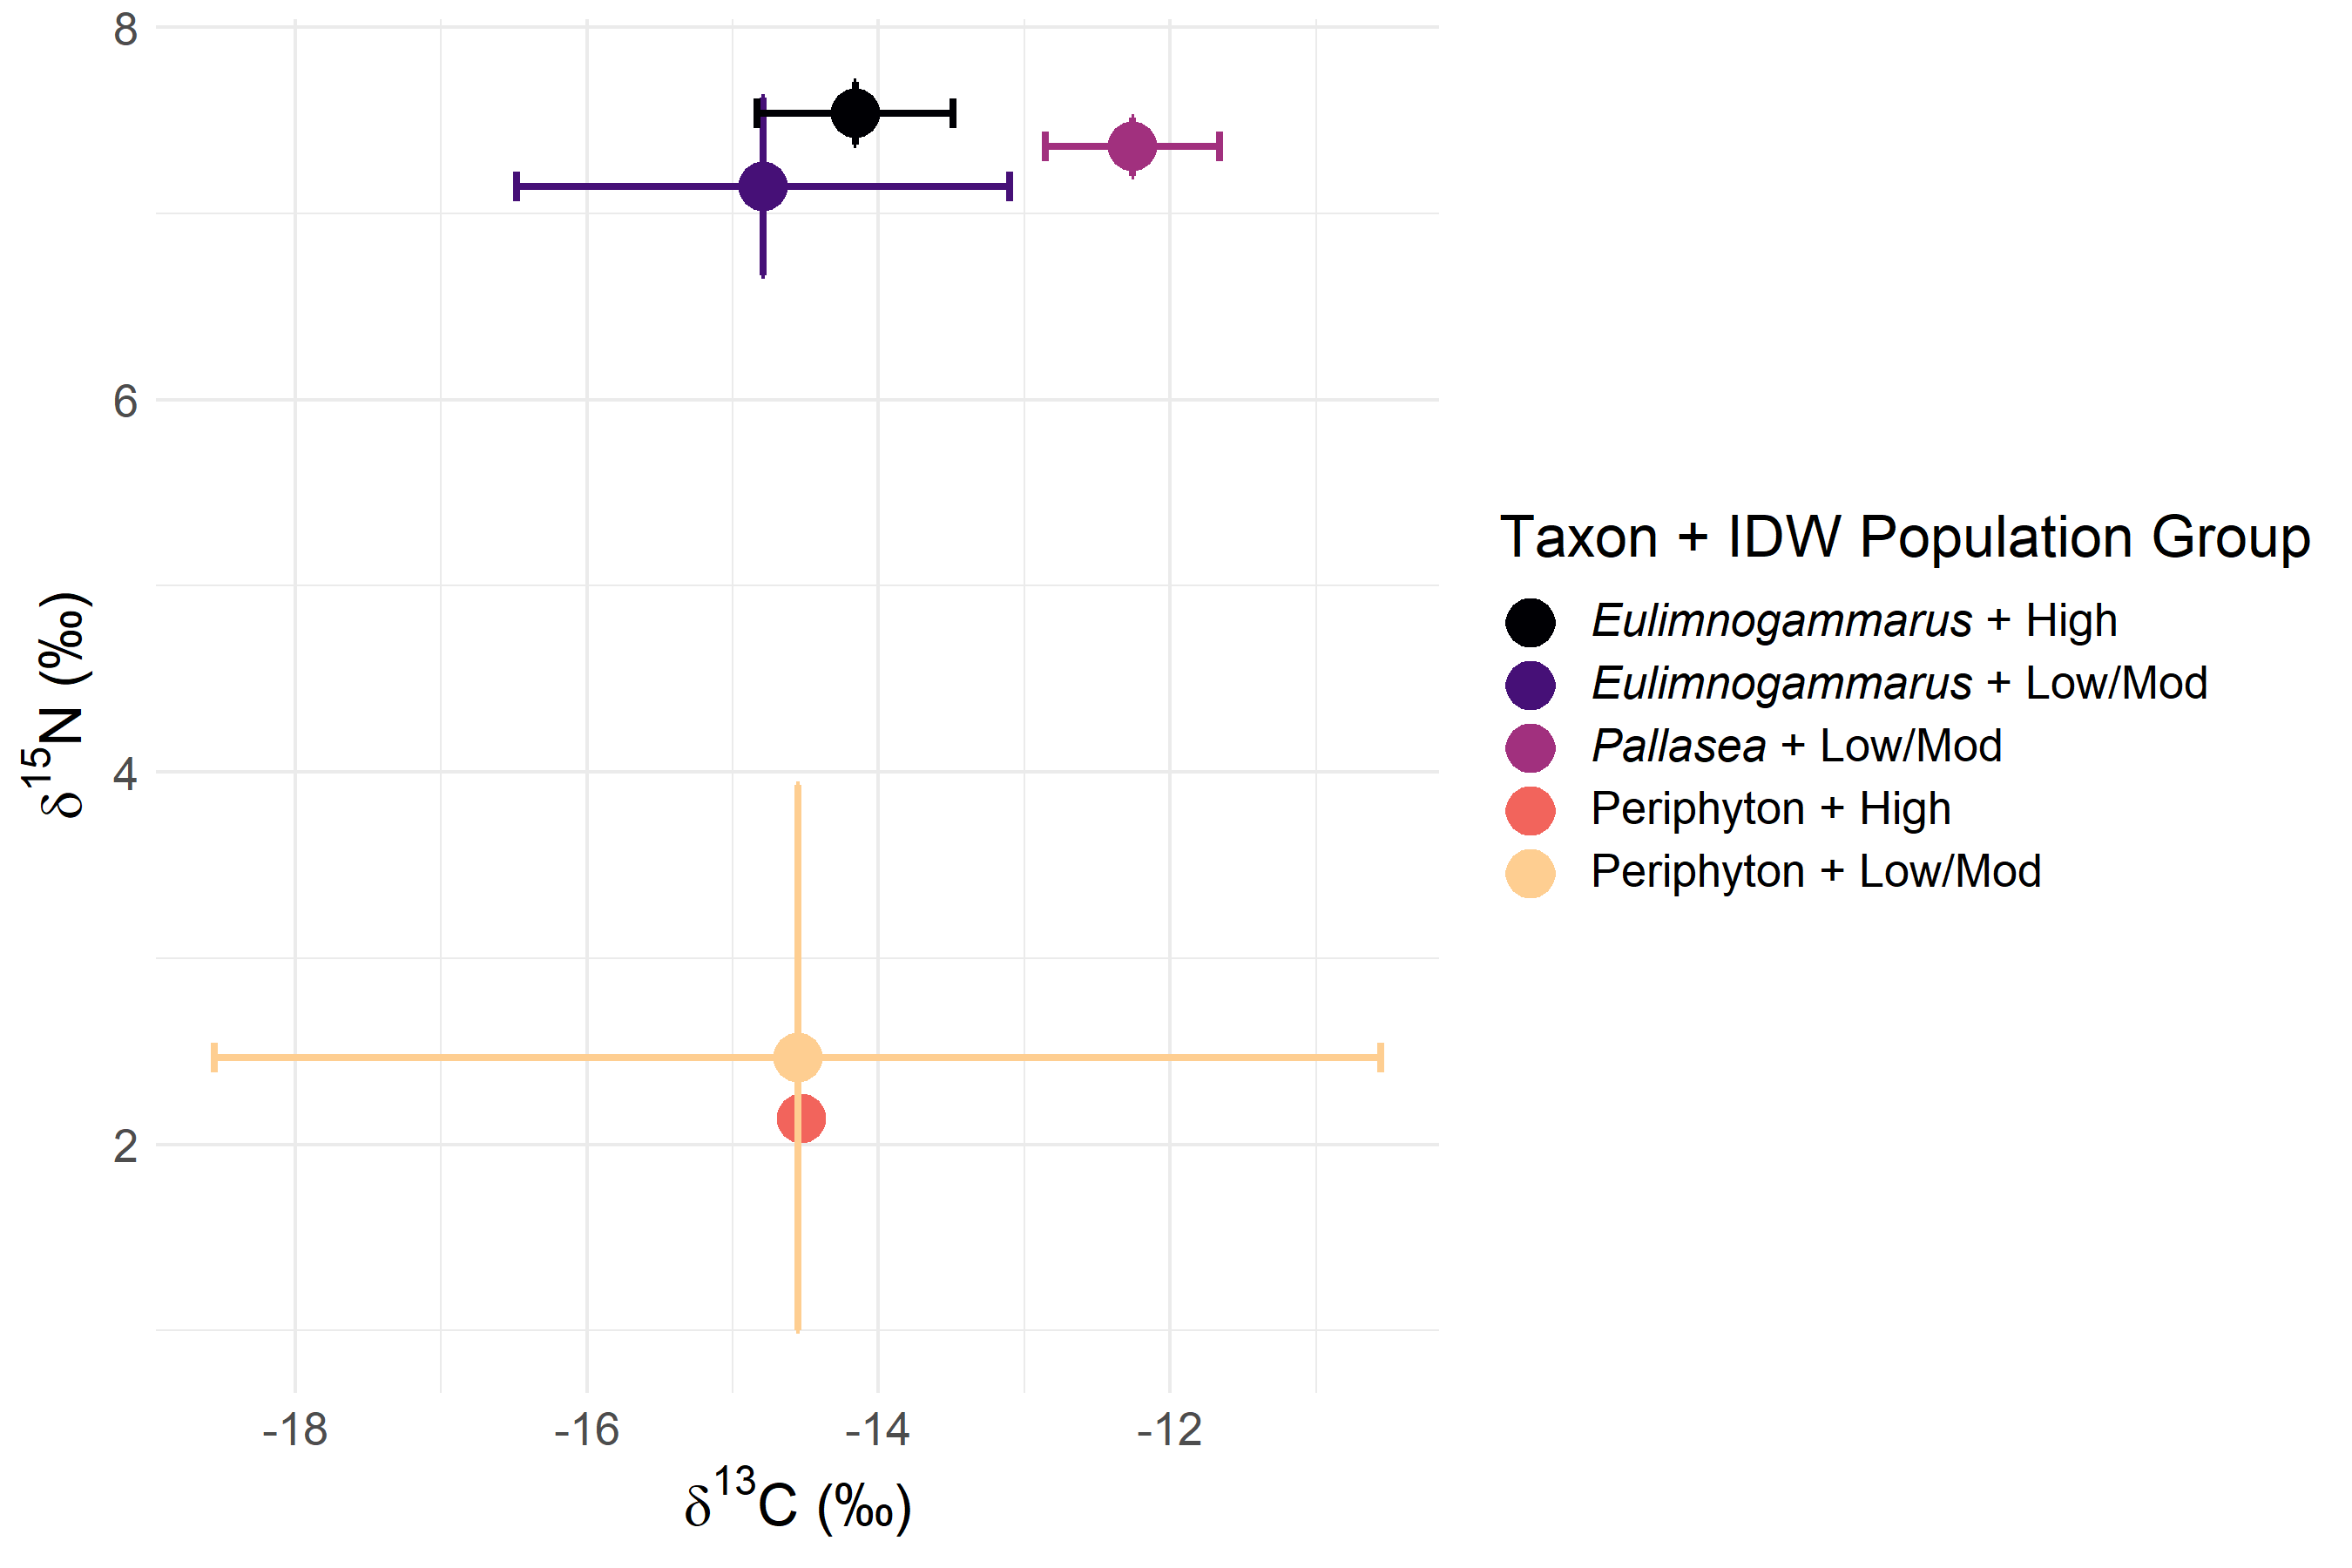 8
6
4
2
δ15N (‰)
-18
-16
-14
-12
δ13C (‰)
Taxon + IDW Population Group
Eulimnogammarus + High
Eulimnogammarus + Low/Mod
Pallasea + Low/Mod
Periphyton + High
Periphyton + Low/Mod